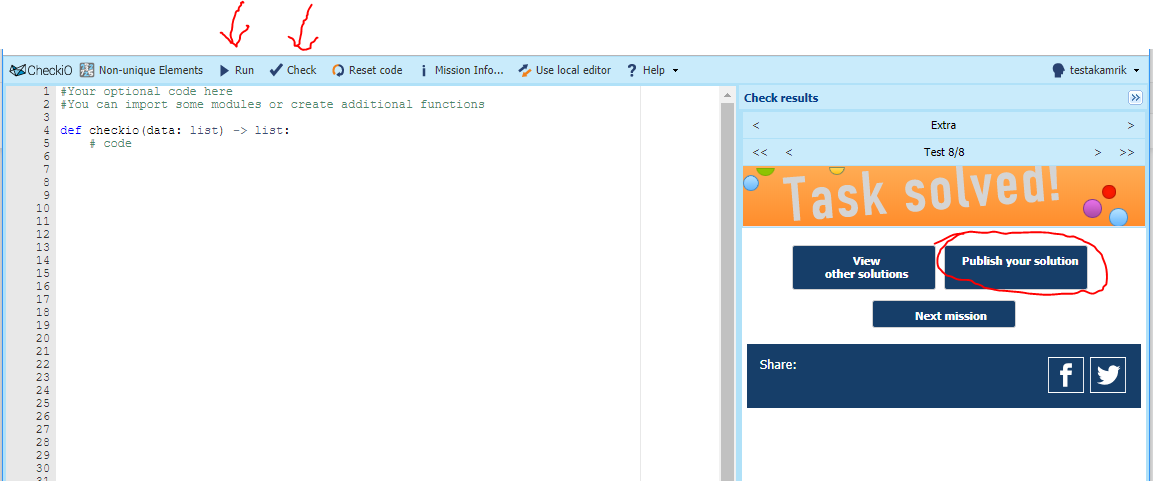 CheckiO Non-unique Elements Run Check Reset code Mission Info... Use local editor Help testakamrik
1 #Your optional code here
2 #You can import some modules or create additional functions
3
4 def checkio(data: list) -> list:
5 # code
6
7
8
9
10
11
12
13
14
15
16
17
18
19
20
21
22
23
24
25
26
27
28
29
30
31
Check results »
< Extra >
<< < Test 8/8 > >>
Task solved!
View
other solutions
Publish your solution
Next mission
Share: